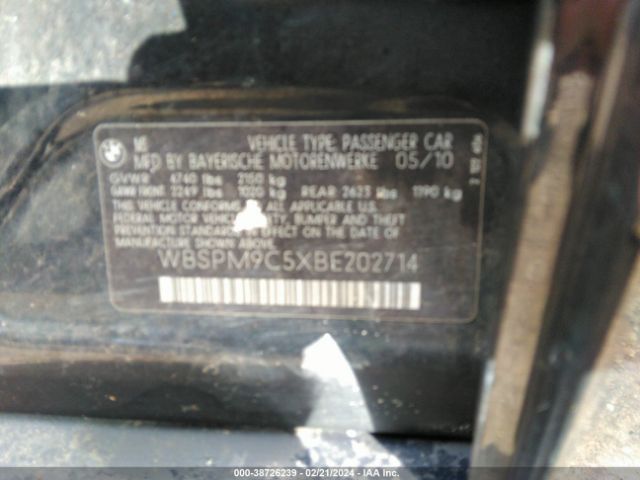 VEHICLE TYPE: PASSENGER CAR
MFD BY BAYERISCHE MOTORENWERKE 05/10
GVWR 4740 lbs 2150 kg
GAWR FRONT 2249 lbs 1020 kg REAR 2623 lbs 1190 kg
THIS VEHICLE CONFORMS TO ALL APPLICABLE U.S.
FEDERAL MOTOR VEHICLE SAFETY, BUMPER AND THEFT
PREVENTION STANDARDS IN EFFECT ON THE DATE OF
MANUFACTURE SHOWN ABOVE.
WBSPM9C5XBE202714
000-38726239 - 02/21/2024 - IAA Inc.